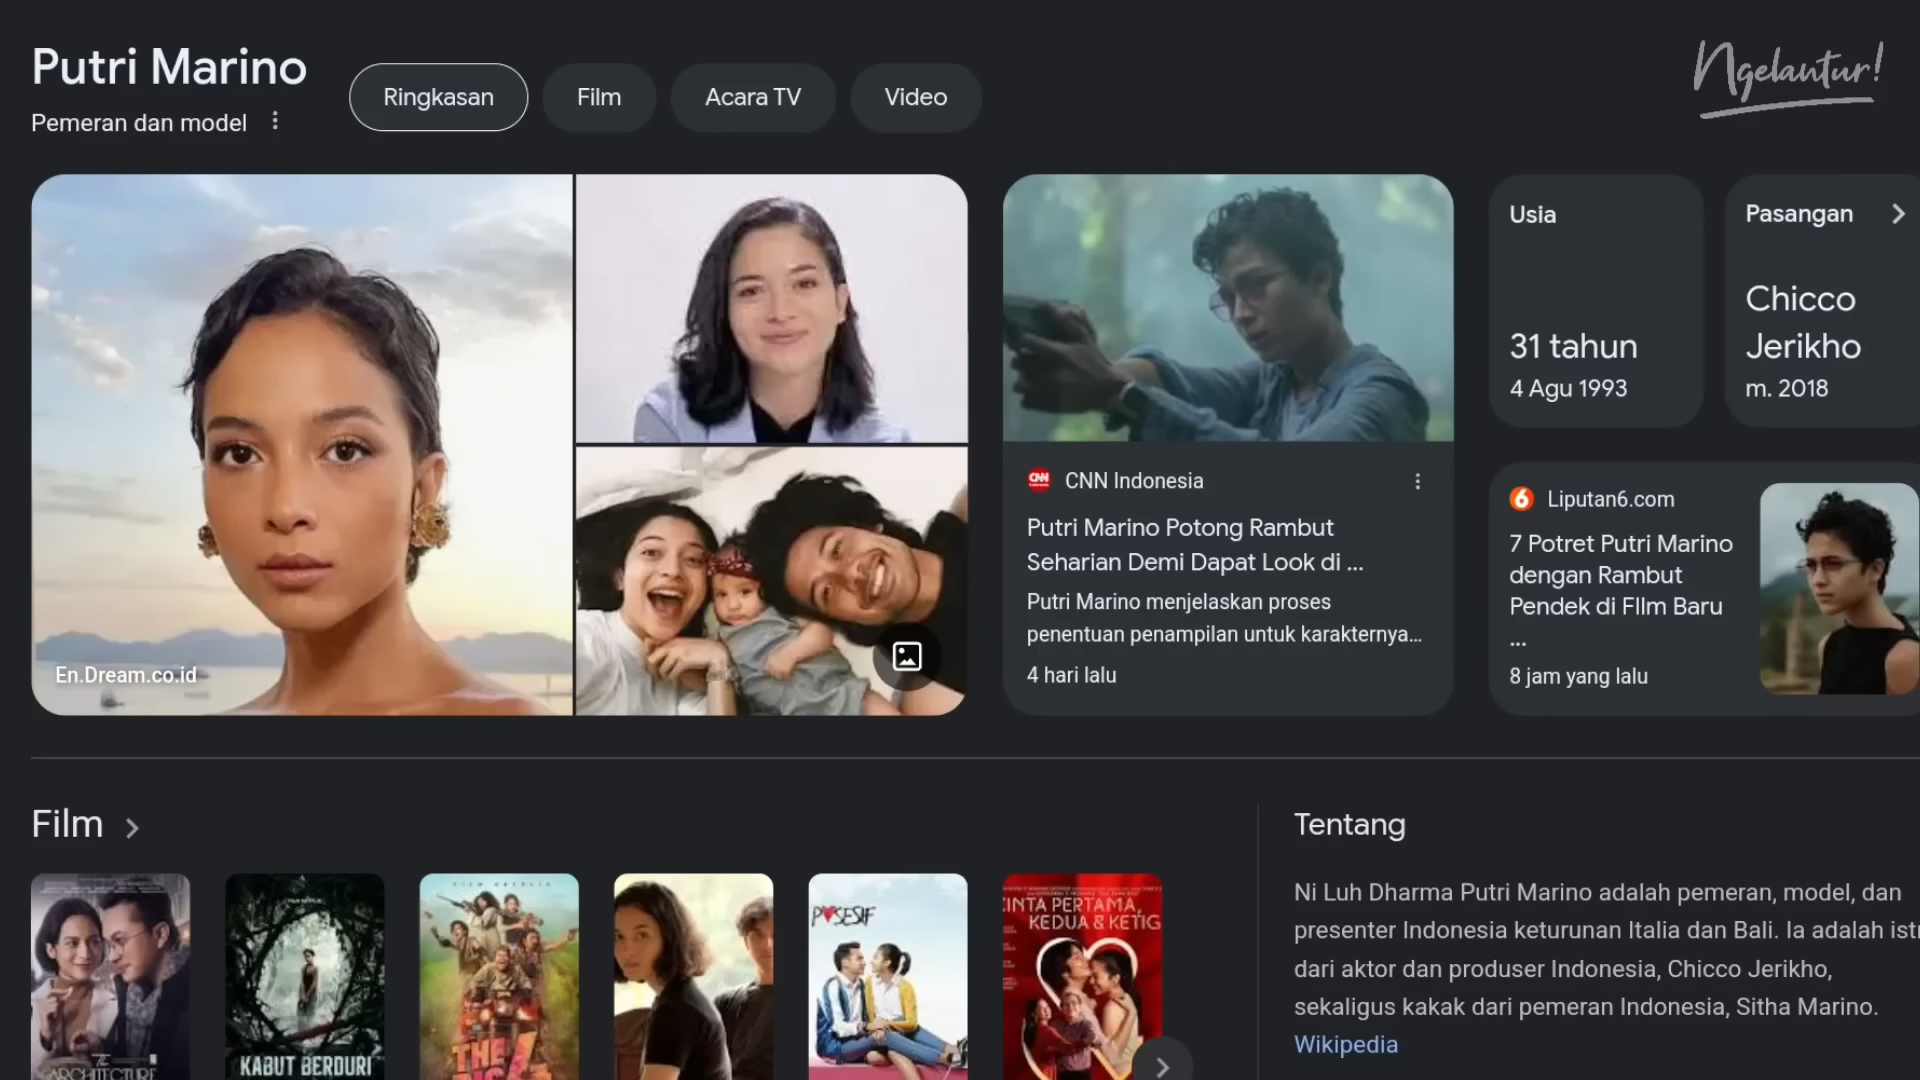 Putri Marino
Pemeran dan model
Ringkasan
Film
Acara TV
Video
Ngelantur!
En.Dream.co.id
CNN Indonesia
Putri Marino Potong Rambut
Seharian Demi Dapat Look di ...
Putri Marino menjelaskan proses
penentuan penampilan untuk karakternya...
4 hari lalu
Usia
31 tahun
4 Agu 1993
Pasangan
Chicco
Jerikho
m. 2018
Liputan6.com
7 Potret Putri Marino
dengan Rambut
Pendek di FIlm Baru
...
8 jam yang lalu
Film
ARCHITECTURE
KABUT BERDURI
THE
BIG 4
POSESIF
CINTA PERTAMA,
KEDUA & KETIG
Tentang
Ni Luh Dharma Putri Marino adalah pemeran, model, dan
presenter Indonesia keturunan Italia dan Bali. Ia adalah istr
dari aktor dan produser Indonesia, Chicco Jerikho,
sekaligus kakak dari pemeran Indonesia, Sitha Marino.
Wikipedia